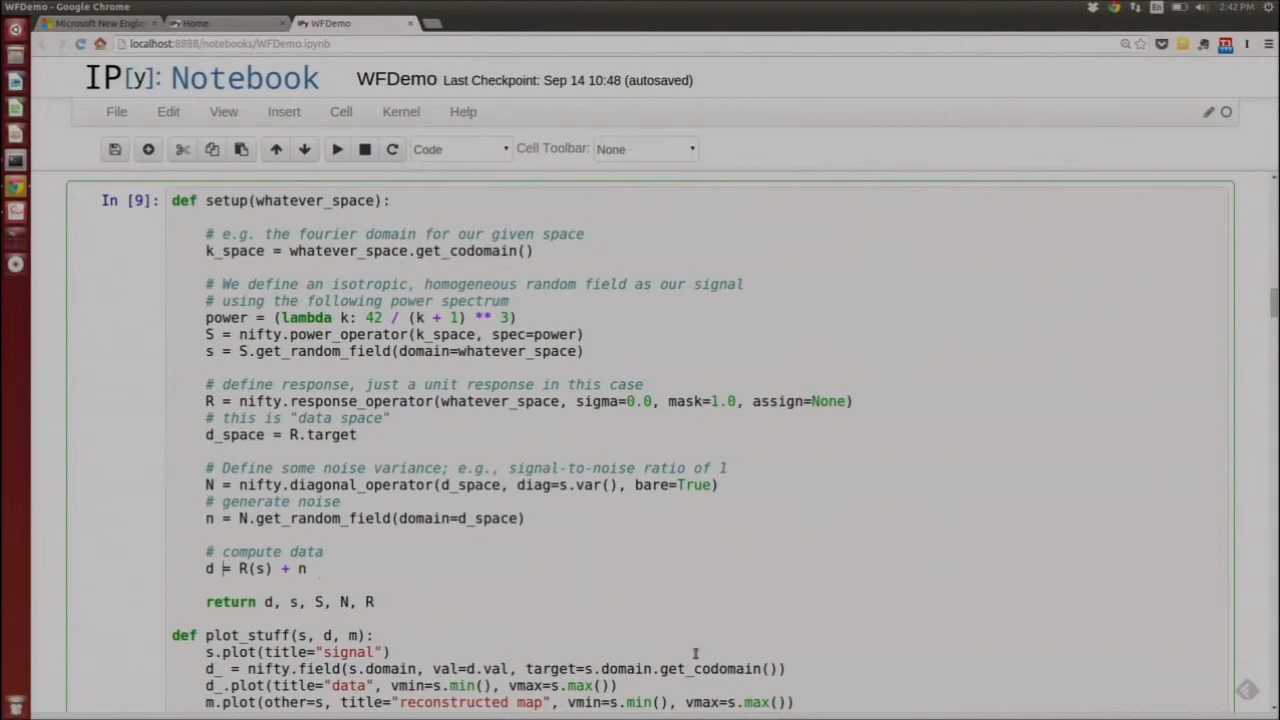 WFDemo - Google Chrome
En
2:42 PM
Microsoft New Engla
Home
WFDemo
localhost:8888/notebooks/WFDemo.ipynb
IP[y]: Notebook
WFDemo Last Checkpoint: Sep 14 10:48 (autosaved)
File Edit View Insert Cell Kernel Help
Code
Cell Toolbar:
None
In [9]:
def setup(whatever_space):
# e.g. the fourier domain for our given space
k_space = whatever_space.get_codomain()
# We define an isotropic, homogeneous random field as our signal
# using the following power spectrum
power = (lambda k: 42 / (k + 1) ** 3)
S = nifty.power_operator(k_space, spec=power)
s = S.get_random_field(domain=whatever_space)
# define response, just a unit response in this case
R = nifty.response_operator(whatever_space, sigma=0.0, mask=1.0, assign=None)
# this is "data space"
d_space = R.target
# Define some noise variance; e.g., signal-to-noise ratio of 1
N = nifty.diagonal_operator(d_space, diag=s.var(), bare=True)
# generate noise
n = N.get_random_field(domain=d_space)
# compute data
d = R(s) + n
return d, s, S, N, R
def plot_stuff(s, d, m):
s.plot(title="signal")
d_ = nifty.field(s.domain, val=d.val, target=s.domain.get_codomain())
d_.plot(title="data", vmin=s.min(), vmax=s.max())
m.plot(other=s, title="reconstructed map", vmin=s.min(), vmax=s.max())